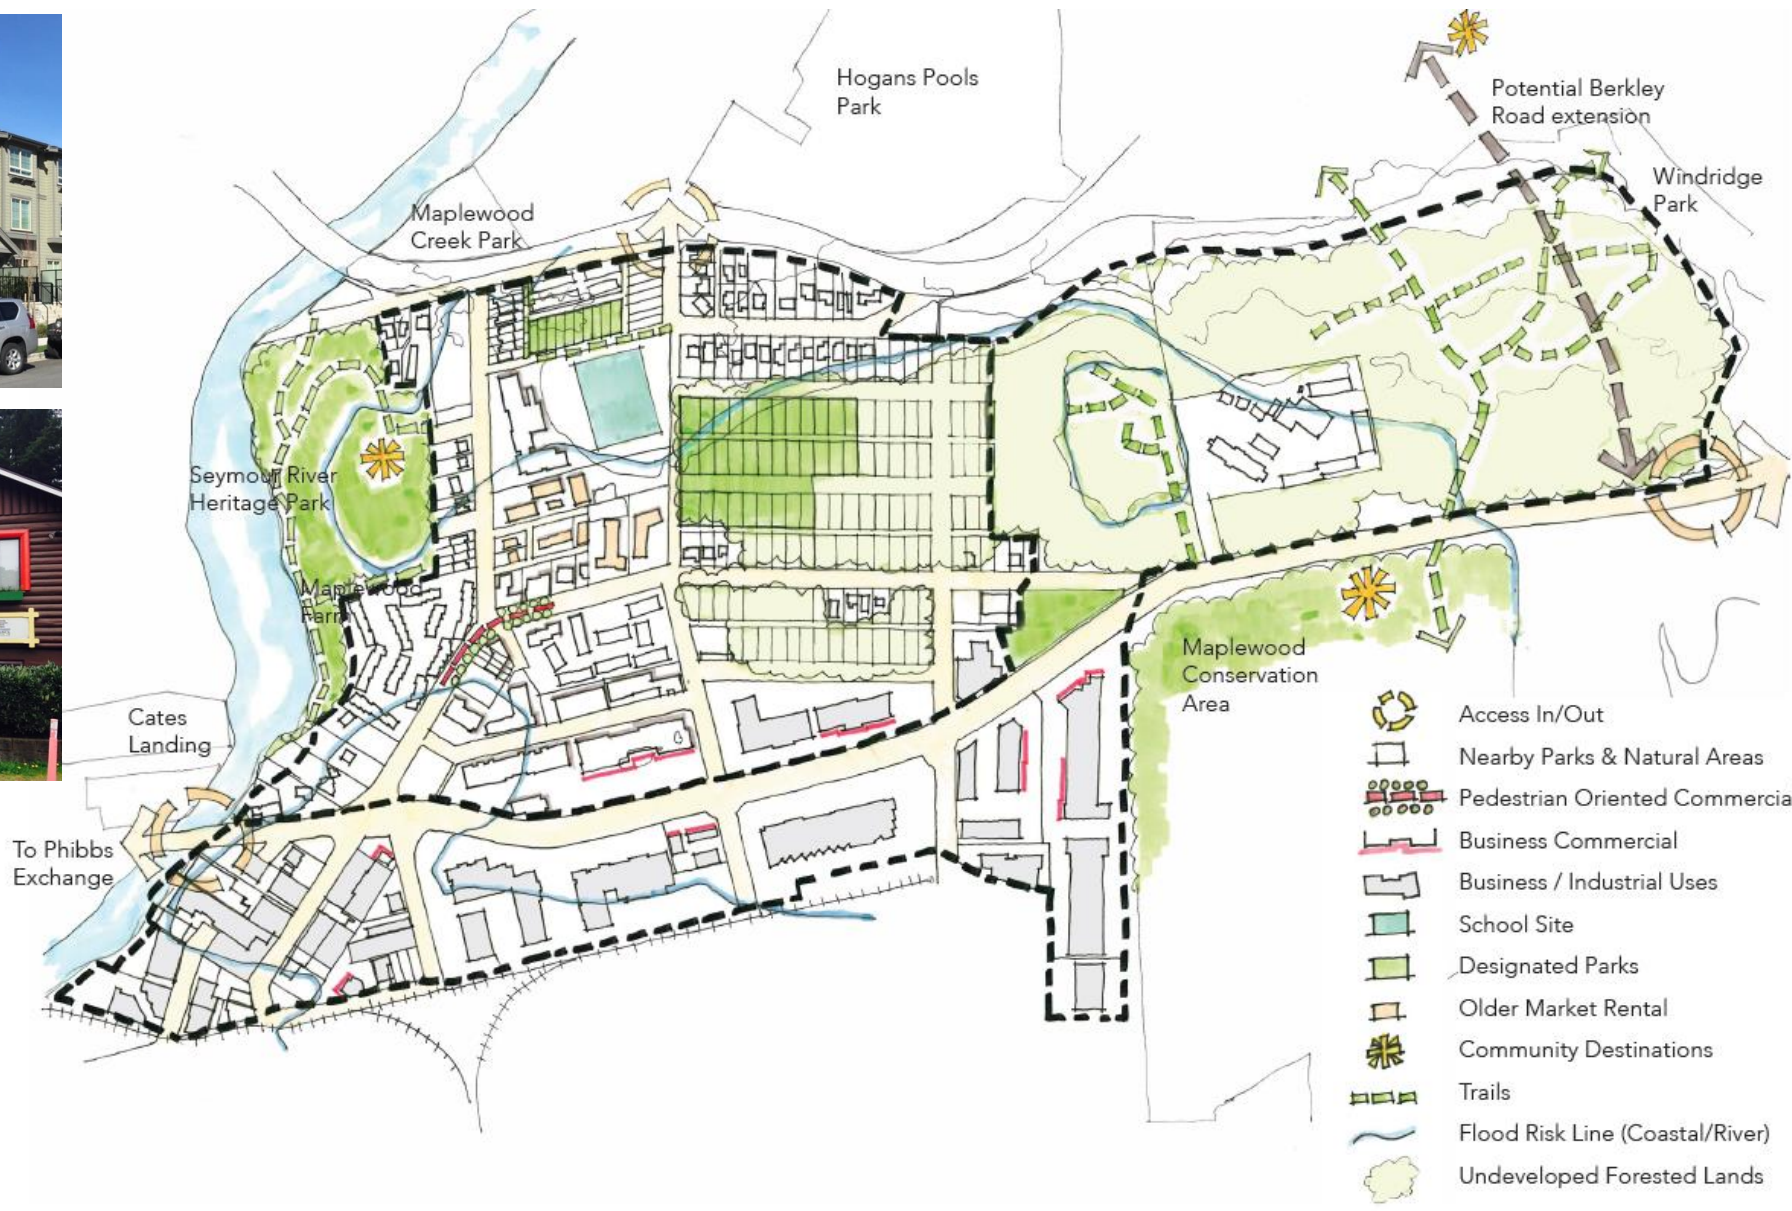 Hogans Pools
Park
Potential Berkley
Road extension
Windridge
Park
Maplewood
Creek Park
Seymour River
Heritage Park
Maplewood
Farm
Maplewood
Conservation
Area
Cates
Landing
To Phibbs
Exchange
Access In/Out
Nearby Parks & Natural Areas
Pedestrian Oriented Commercia
Business Commercial
Business / Industrial Uses
School Site
Designated Parks
Older Market Rental
Community Destinations
Trails
Flood Risk Line (Coastal/River)
Undeveloped Forested Lands